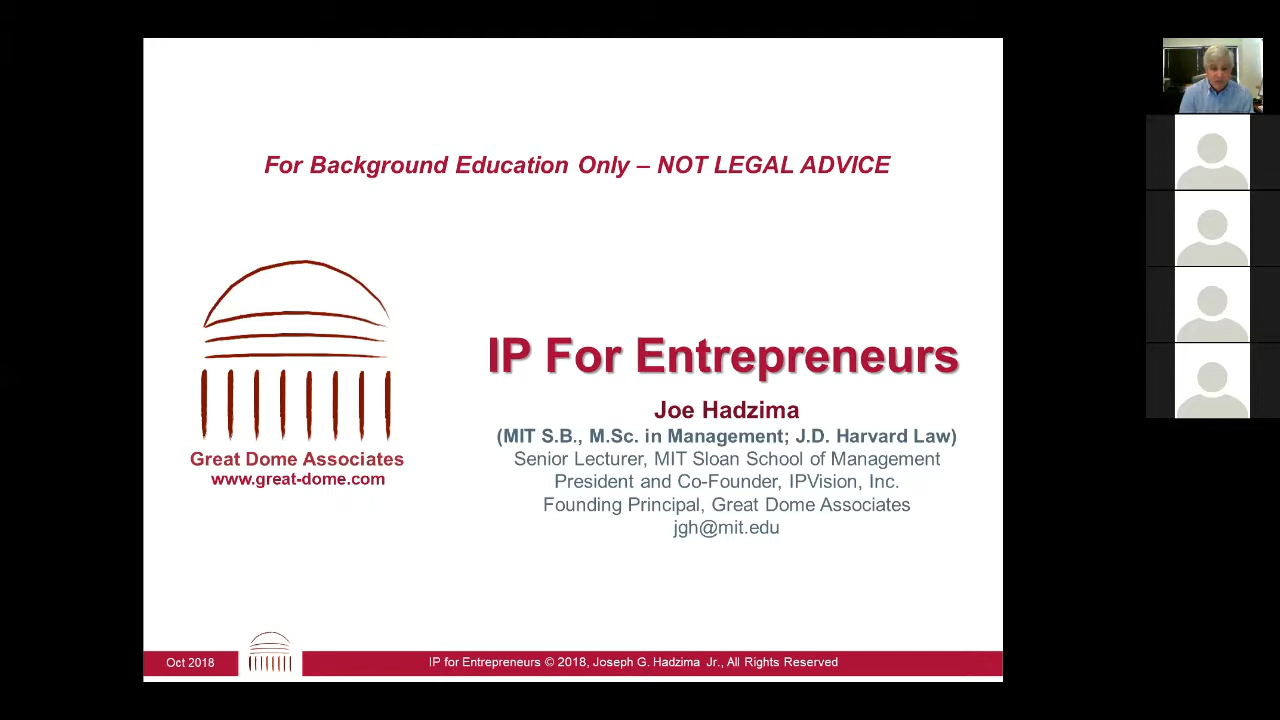 For Background Education Only – NOT LEGAL ADVICE
Great Dome Associates
www.great-dome.com
IP For Entrepreneurs
Joe Hadzima
(MIT S.B., M.Sc. in Management; J.D. Harvard Law)
Senior Lecturer, MIT Sloan School of Management
President and Co-Founder, IPVision, Inc.
Founding Principal, Great Dome Associates
jgh@mit.edu
Oct 2018
IP for Entrepreneurs © 2018, Joseph G. Hadzima Jr., All Rights Reserved